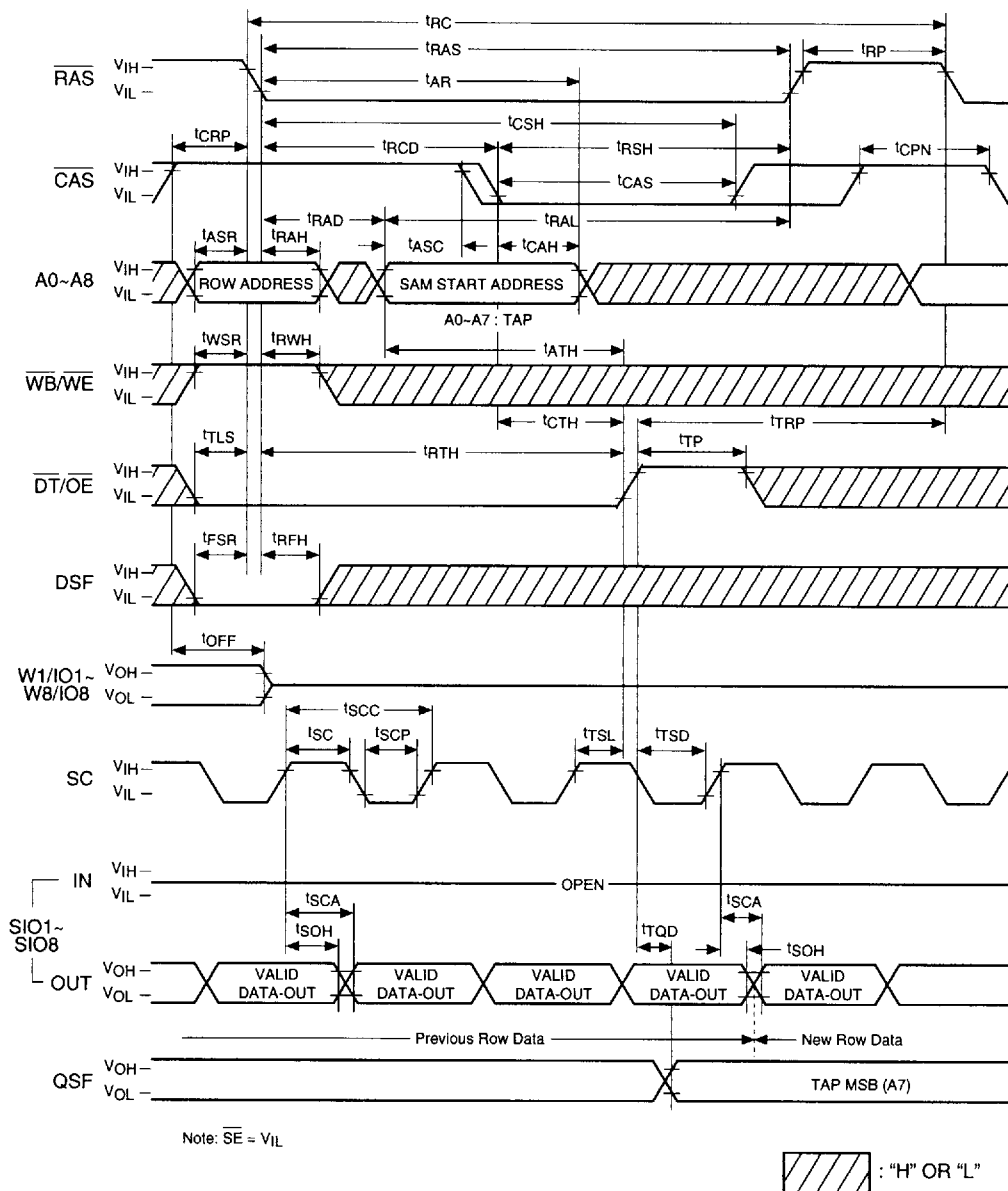 tRC
tRAS tRP
RAS VIH VIL tAR
tCSH
tCRP tRCD tRSH tCPN
CAS VIH VIL tCAS
tRAD tRAL
tASR tRAH tASC tCAH
A0~A8 VIH VIL ROW ADDRESS SAM START ADDRESS
A0~A7 : TAP
tWSR tRWH tATH
WB/WE VIH VIL
tCTH tTRP
tTLS tRTH tTP
DT/OE VIH VIL
tFSR tRFH
DSF VIH VIL
tOFF
W1/IO1~ W8/IO8 VOH VOL
tSCC
tSC tSCP tTSL tTSD
SC VIH VIL
IN VIH VIL OPEN
SIO1~ SIO8
tSCA tSCA
tSOH tTQD tSOH
OUT VOH VOL VALID DATA-OUT VALID DATA-OUT VALID DATA-OUT VALID DATA-OUT VALID DATA-OUT
Previous Row Data New Row Data
QSF VOH VOL TAP MSB (A7)
Note: SE = VIL
: "H" OR "L"